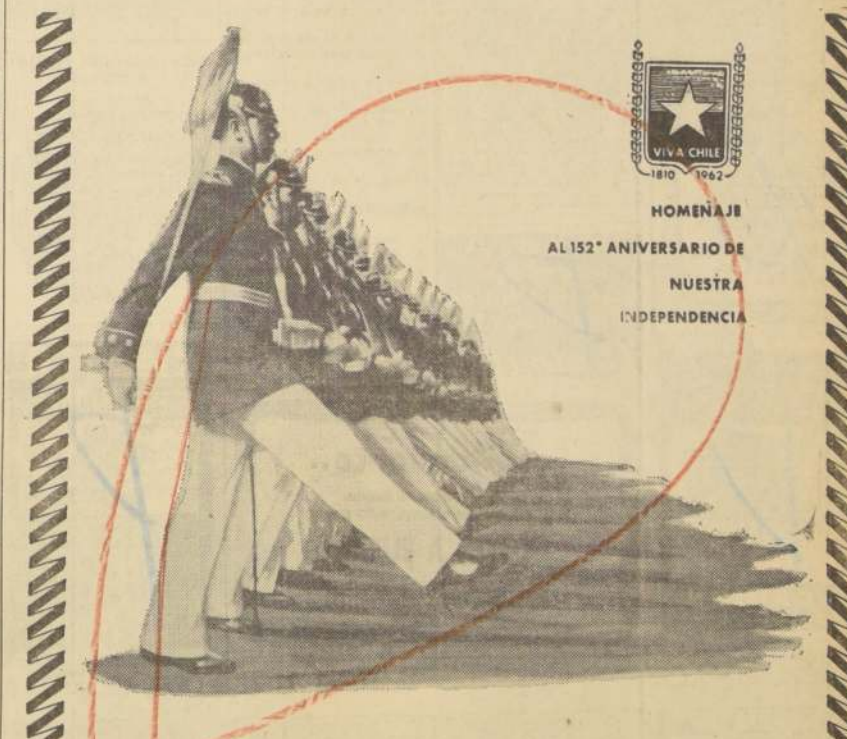 VIVA CHILE
1810 1962
HOMENAJE
AL 152° ANIVERSARIO DE
NUESTRA
INDEPENDENCIA